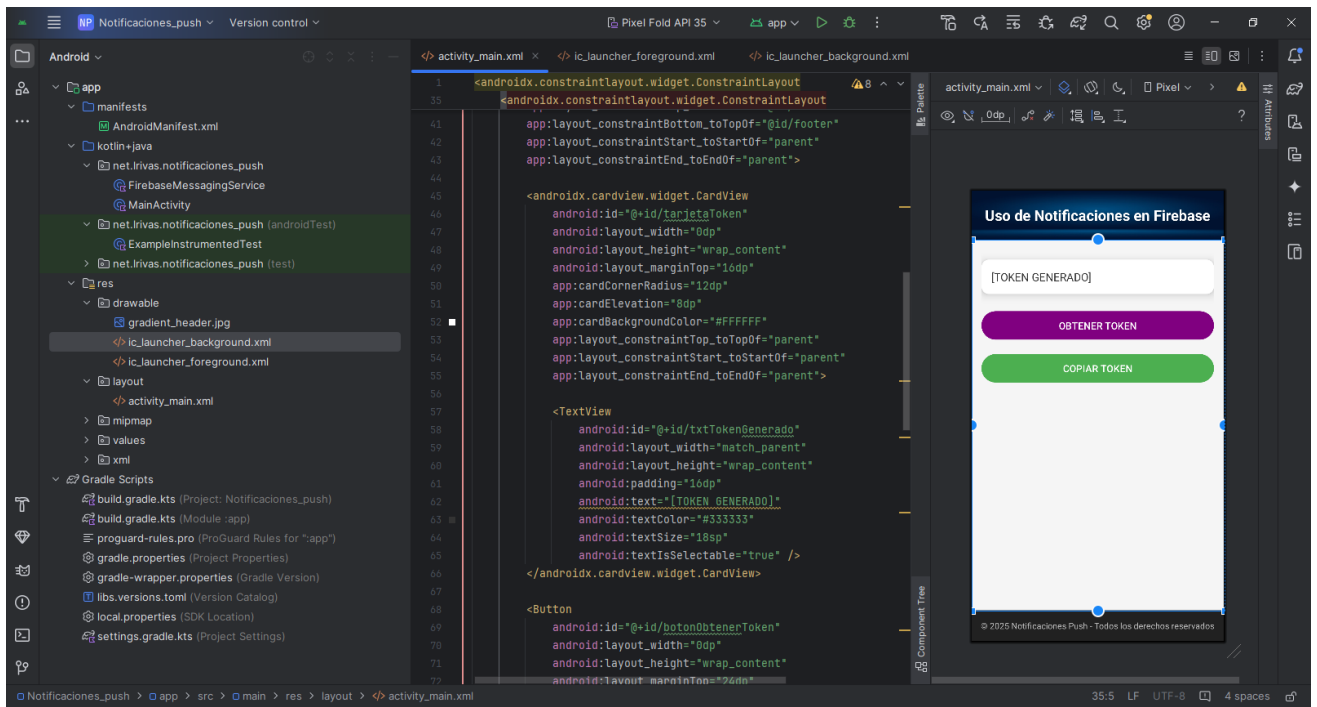 NP Notificaciones_push Version control Pixel Fold API 35 app
Android
app
manifests
AndroidManifest.xml
kotlin+java
net.lrivas.notificaciones_push
FirebaseMessagingService
MainActivity
net.lrivas.notificaciones_push (androidTest)
ExampleInstrumentedTest
net.lrivas.notificaciones_push (test)
res
drawable
gradient_header.jpg
ic_launcher_background.xml
ic_launcher_foreground.xml
layout
activity_main.xml
mipmap
values
xml
Gradle Scripts
build.gradle.kts (Project: Notificaciones_push)
build.gradle.kts (Module :app)
proguard-rules.pro (ProGuard Rules for ":app")
gradle.properties (Project Properties)
gradle-wrapper.properties (Gradle Version)
libs.versions.toml (Version Catalog)
local.properties (SDK Location)
settings.gradle.kts (Project Settings)
activity_main.xml ic_launcher_foreground.xml ic_launcher_background.xml
1 <androidx.constraintlayout.widget.ConstraintLayout 8
35 <androidx.constraintlayout.widget.ConstraintLayout
41 app:layout_constraintBottom_toTopOf="@id/footer"
42 app:layout_constraintStart_toStartOf="parent"
43 app:layout_constraintEnd_toEndOf="parent">
44
45 <androidx.cardview.widget.CardView
46 android:id="@+id/tarjetaToken"
47 android:layout_width="0dp"
48 android:layout_height="wrap_content"
49 android:layout_marginTop="16dp"
50 app:cardCornerRadius="12dp"
51 app:cardElevation="8dp"
52 app:cardBackgroundColor="#FFFFFF"
53 app:layout_constraintTop_toTopOf="parent"
54 app:layout_constraintStart_toStartOf="parent"
55 app:layout_constraintEnd_toEndOf="parent">
56
57 <TextView
58 android:id="@+id/txtTokenGenerado"
59 android:layout_width="match_parent"
60 android:layout_height="wrap_content"
61 android:padding="16dp"
62 android:text="[TOKEN GENERADO]"
63 android:textColor="#333333"
64 android:textSize="18sp"
65 android:textIsSelectable="true" />
66 </androidx.cardview.widget.CardView>
67
68 <Button
69 android:id="@+id/botonObtenerToken"
70 android:layout_width="0dp"
71 android:layout_height="wrap_content"
72 android:layout_marginTop="24dp"
Palette
Component Tree
activity_main.xml Pixel
0dp ?
Attributes
Uso de Notificaciones en Firebase
[TOKEN GENERADO]
OBTENER TOKEN
COPIAR TOKEN
© 2025 Notificaciones Push - Todos los derechos reservados
Notificaciones_push > app > src > main > res > layout > activity_main.xml
35:5 LF UTF-8 4 spaces